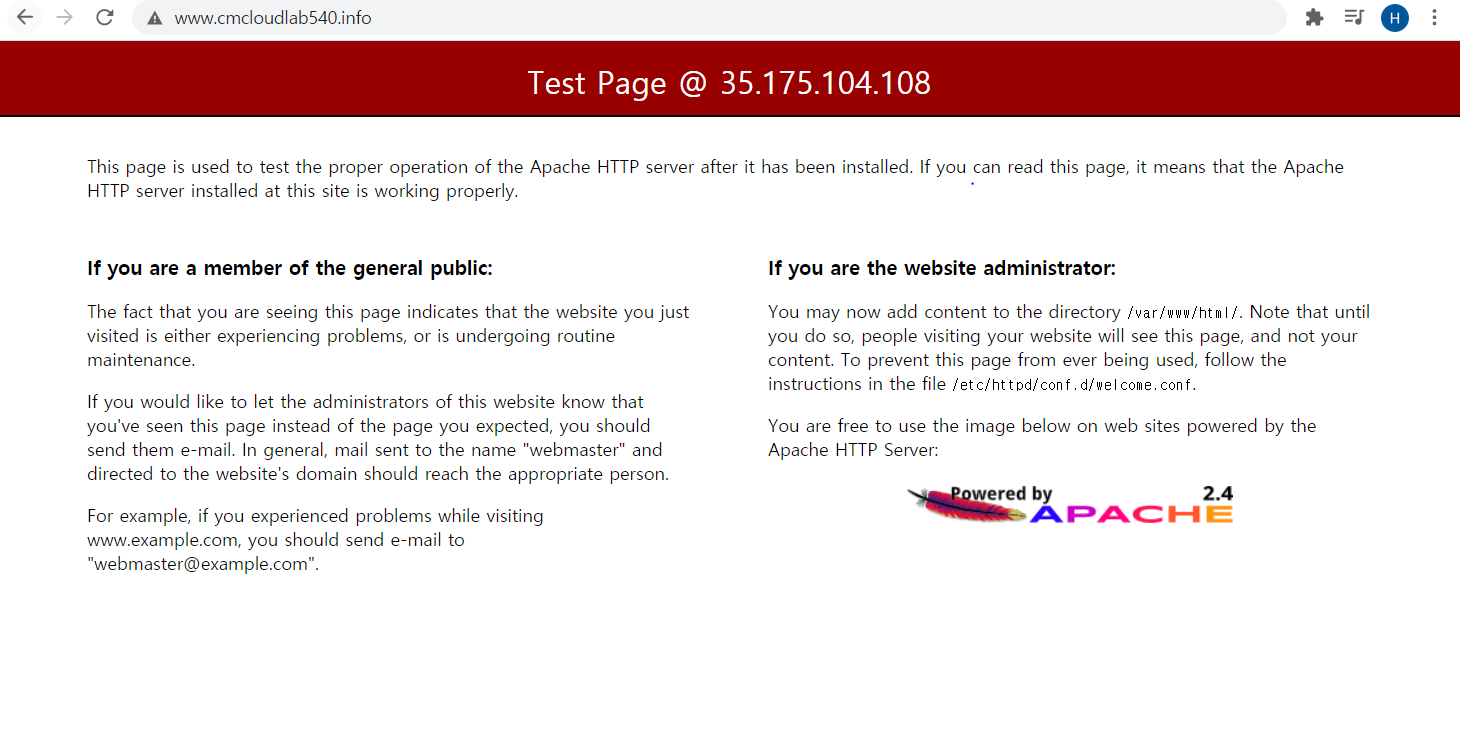 www.cmcloudlab540.info
H
Test Page @ 35.175.104.108
This page is used to test the proper operation of the Apache HTTP server after it has been installed. If you can read this page, it means that the Apache
HTTP server installed at this site is working properly.
If you are a member of the general public:
The fact that you are seeing this page indicates that the website you just
visited is either experiencing problems, or is undergoing routine
maintenance.
If you would like to let the administrators of this website know that
you've seen this page instead of the page you expected, you should
send them e-mail. In general, mail sent to the name "webmaster" and
directed to the website's domain should reach the appropriate person.
For example, if you experienced problems while visiting
www.example.com, you should send e-mail to
"webmaster@example.com".
If you are the website administrator:
You may now add content to the directory /var/www/html/. Note that until
you do so, people visiting your website will see this page, and not your
content. To prevent this page from ever being used, follow the
instructions in the file /etc/httpd/conf.d/welcome.conf.
You are free to use the image below on web sites powered by the
Apache HTTP Server:
Powered by 2.4
APACHE